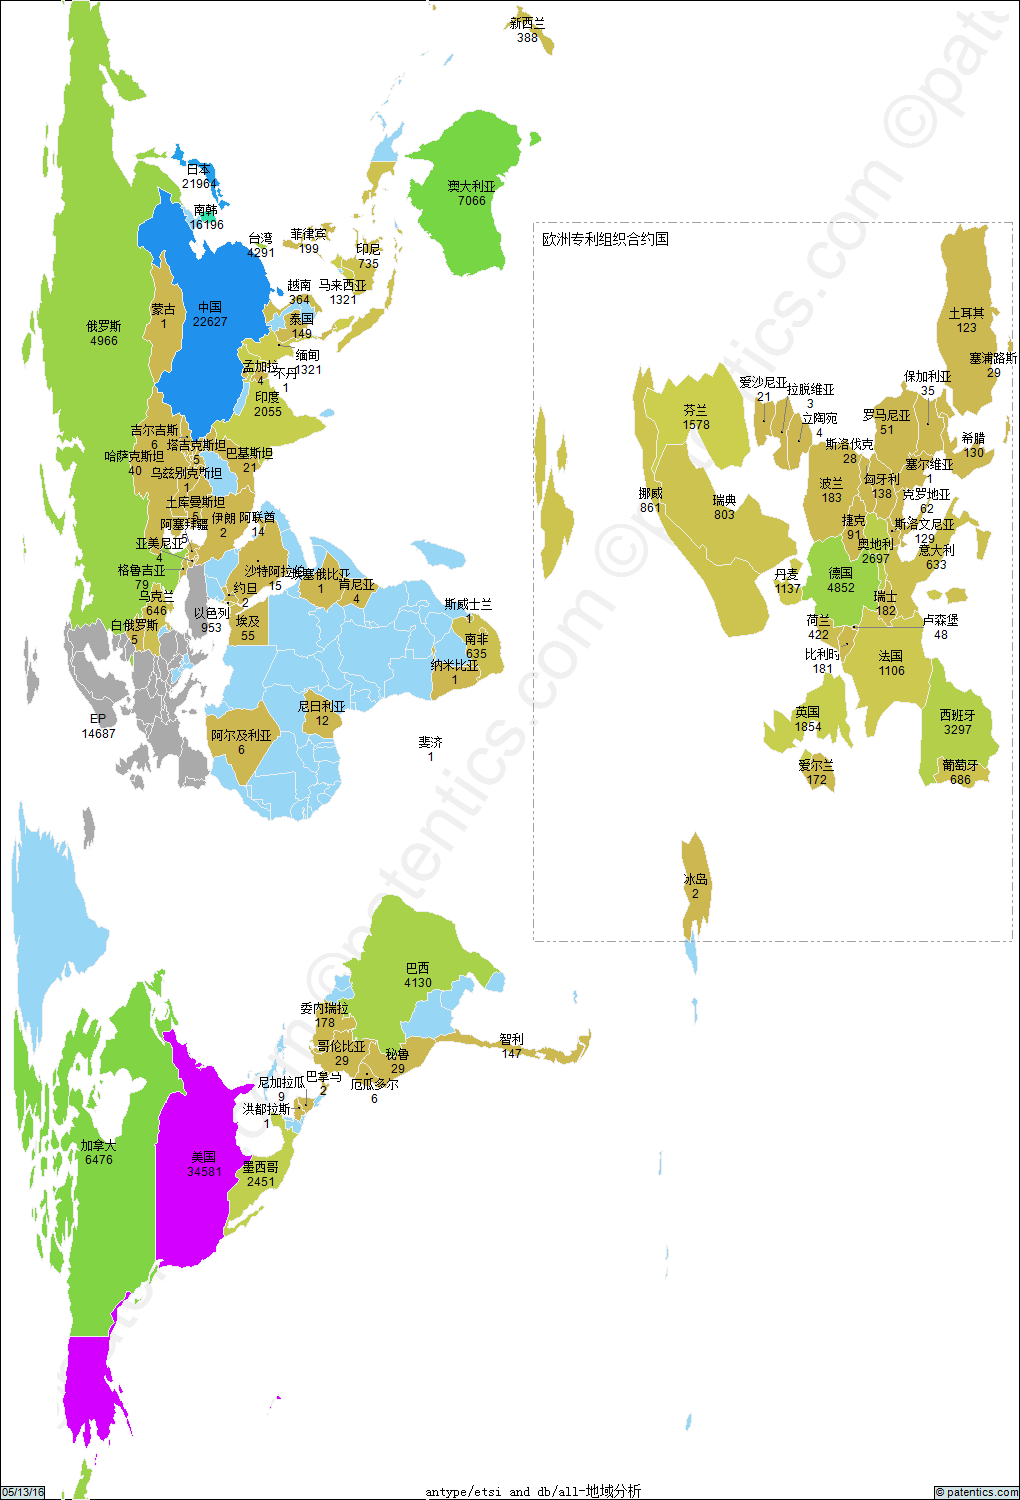 新西兰
388
日本
21964
澳大利亚
7066
南韩
16196
台湾
4291
菲律宾
199
印尼
735
越南
364
马来西亚
1321
蒙古
1
中国
22627
泰国
149
俄罗斯
4966
缅甸
1321
孟加拉
4
不丹
1
印度
2055
吉尔吉斯
6
塔吉克斯坦
5
哈萨克斯坦
40
巴基斯坦
21
乌兹别克斯坦
1
土库曼斯坦
5
阿塞拜疆
5
伊朗
2
阿联酋
14
亚美尼亚
4
格鲁吉亚
79
沙特阿拉伯
15
埃塞俄比亚
1
肯尼亚
4
约旦
2
乌克兰
646
以色列
953
埃及
55
白俄罗斯
5
斯威士兰
1
南非
635
纳米比亚
1
EP
14687
尼日利亚
12
阿尔及利亚
6
斐济
1
欧洲专利组织合约国
土耳其
123
塞浦路斯
29
爱沙尼亚
21
拉脱维亚
3
立陶宛
4
保加利亚
35
罗马尼亚
51
希腊
130
芬兰
1578
斯洛伐克
28
塞尔维亚
1
波兰
183
匈牙利
138
克罗地亚
62
挪威
861
瑞典
803
捷克
91
斯洛文尼亚
129
奥地利
2697
意大利
633
丹麦
1137
德国
4852
瑞士
182
荷兰
422
卢森堡
48
比利时
181
法国
1106
英国
1854
西班牙
3297
爱尔兰
172
葡萄牙
686
冰岛
2
巴西
4130
委内瑞拉
178
哥伦比亚
29
秘鲁
29
智利
147
厄瓜多尔
6
巴拿马
2
尼加拉瓜
9
洪都拉斯
1
加拿大
6476
美国
34581
墨西哥
2451
05/13/16
antype/etsi and db/all-地域分析
© patentics.com
©patentics.com ©patentics.com ©paten